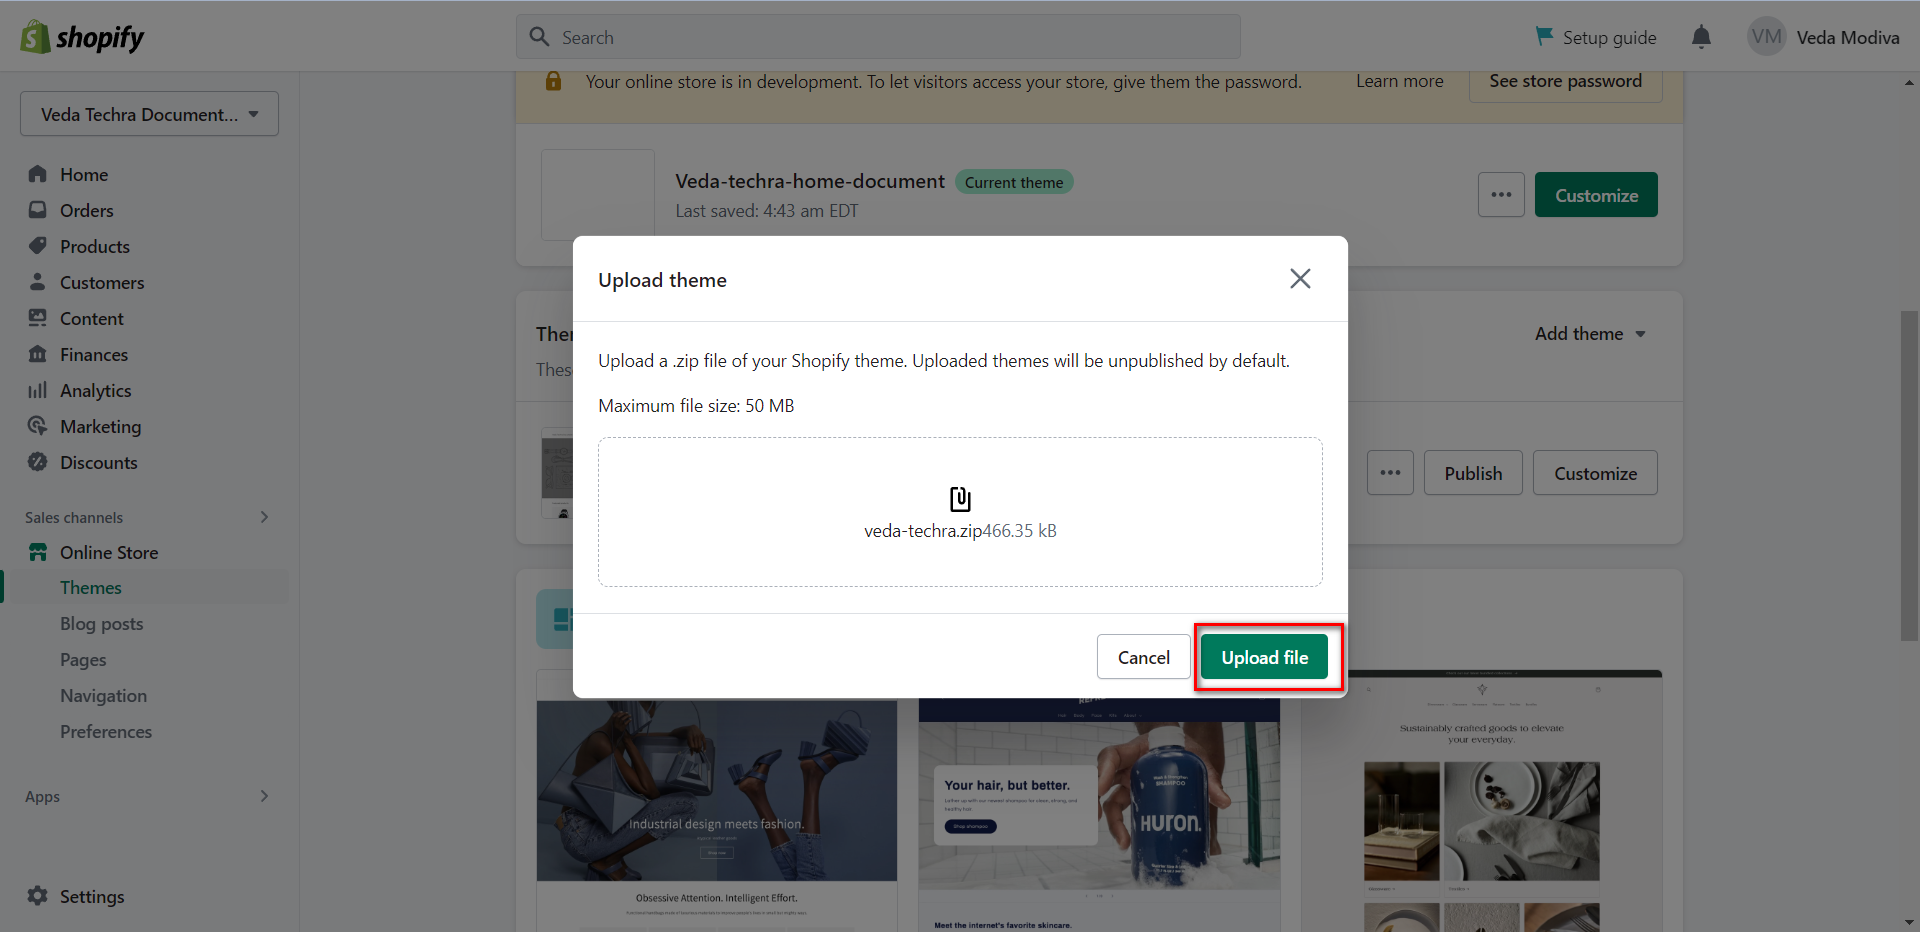 shopify
Search
Setup guide
VM
Veda Modiva
Veda Techra Document...
Your online store is in development. To let visitors access your store, give them the password.
Learn more
See store password
Home
Orders
Products
Customers
Content
Finances
Analytics
Marketing
Discounts
Sales channels
Online Store
Themes
Blog posts
Pages
Navigation
Preferences
Apps
Settings
Veda-techra-home-document
Current theme
Last saved: 4:43 am EDT
Customize
Add theme
Publish
Customize
Upload theme
Upload a .zip file of your Shopify theme. Uploaded themes will be unpublished by default.
Maximum file size: 50 MB
veda-techra.zip466.35 kB
Cancel
Upload file
Industrial design meets fashion.
Obsessive Attention. Intelligent Effort.
Your hair, but better.
Shop shampoo
SHAMPOO
HURON.
Meet the internet's favorite skincare.
Sustainably crafted goods to elevate
your everyday.